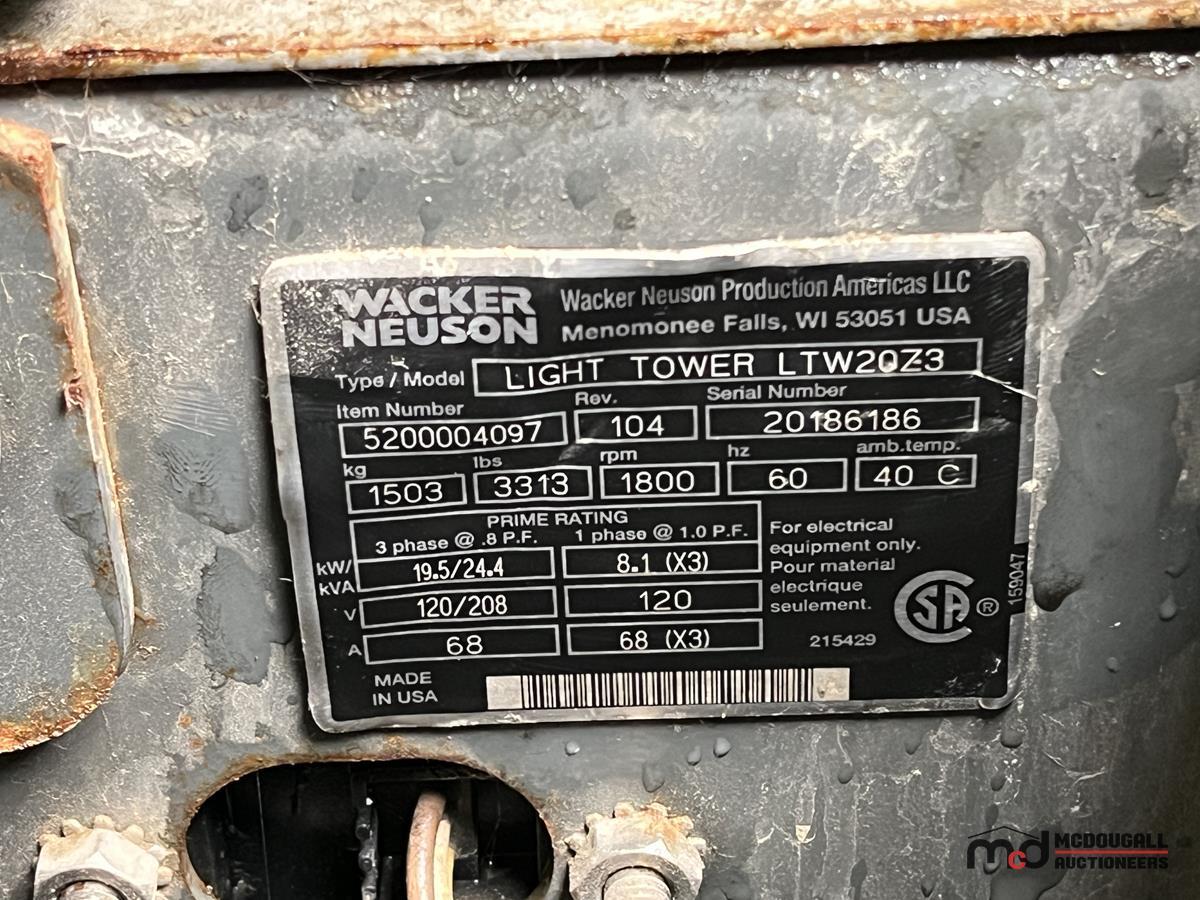 WACKER NEUSON
Wacker Neuson Production Americas LLC
Menomonee Falls, WI 53051 USA
Type / Model LIGHT TOWER LTW20Z3
Item Number Rev. Serial Number
5200004097 104 20186186
kg lbs rpm hz amb.temp.
1503 3313 1800 60 40 C
PRIME RATING
3 phase @ .8 P.F. 1 phase @ 1.0 P.F.
kW/ kVA 19.5/24.4 8.1 (X3)
V 120/208 120
A 68 68 (X3)
For electrical
equipment only.
Pour material
electrique
seulement.
CSA ®
215429
159047
MADE
IN USA
mcd MCDOUGALL
AUCTIONEERS